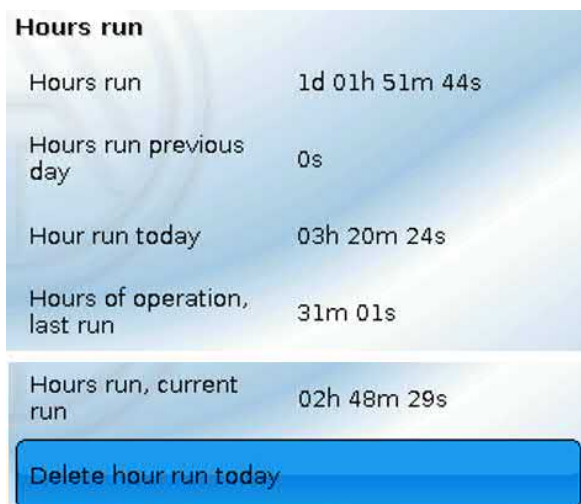 Hours run
Hours run 1d 01h 51m 44s
Hours run previous
day 0s
Hour run today 03h 20m 24s
Hours of operation,
last run 31m 01s
Hours run, current
run 02h 48m 29s
Delete hour run today